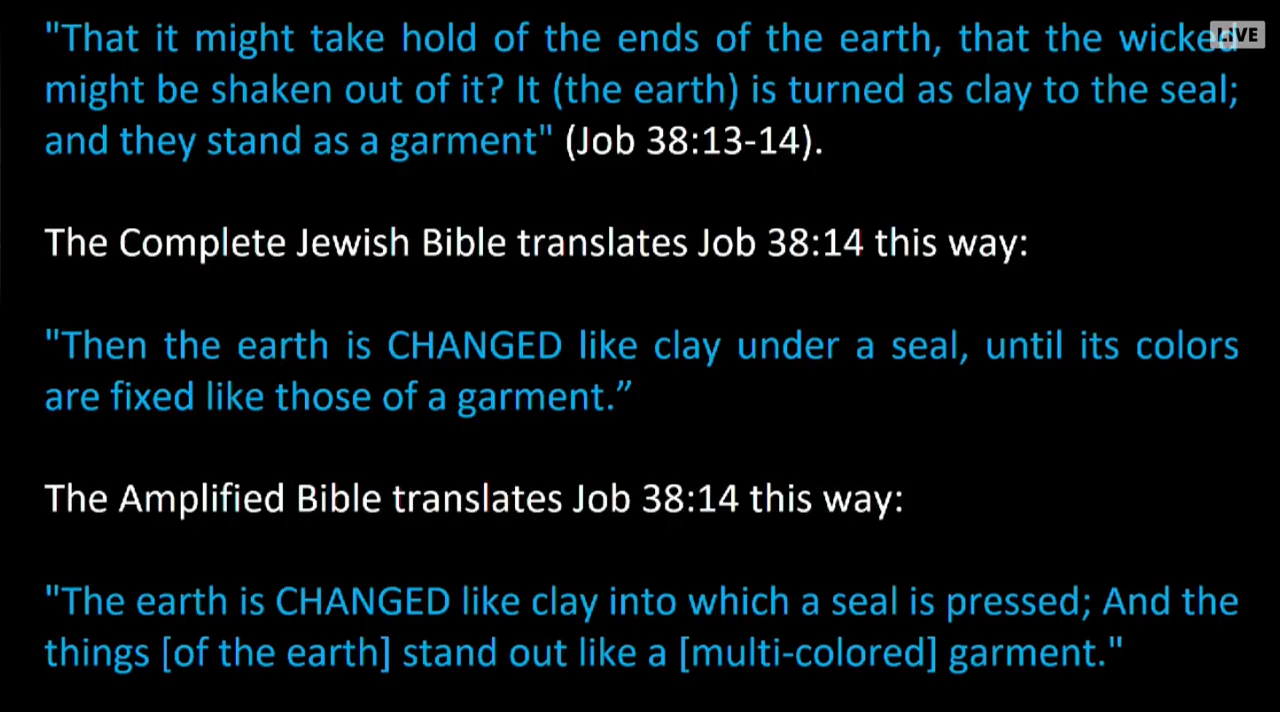 "That it might take hold of the ends of the earth, that the wicked
LIVE
might be shaken out of it? It (the earth) is turned as clay to the seal;
and they stand as a garment" (Job 38:13-14).
The Complete Jewish Bible translates Job 38:14 this way:
"Then the earth is CHANGED like clay under a seal, until its colors
are fixed like those of a garment.”
The Amplified Bible translates Job 38:14 this way:
"The earth is CHANGED like clay into which a seal is pressed; And the
things [of the earth] stand out like a [multi-colored] garment."